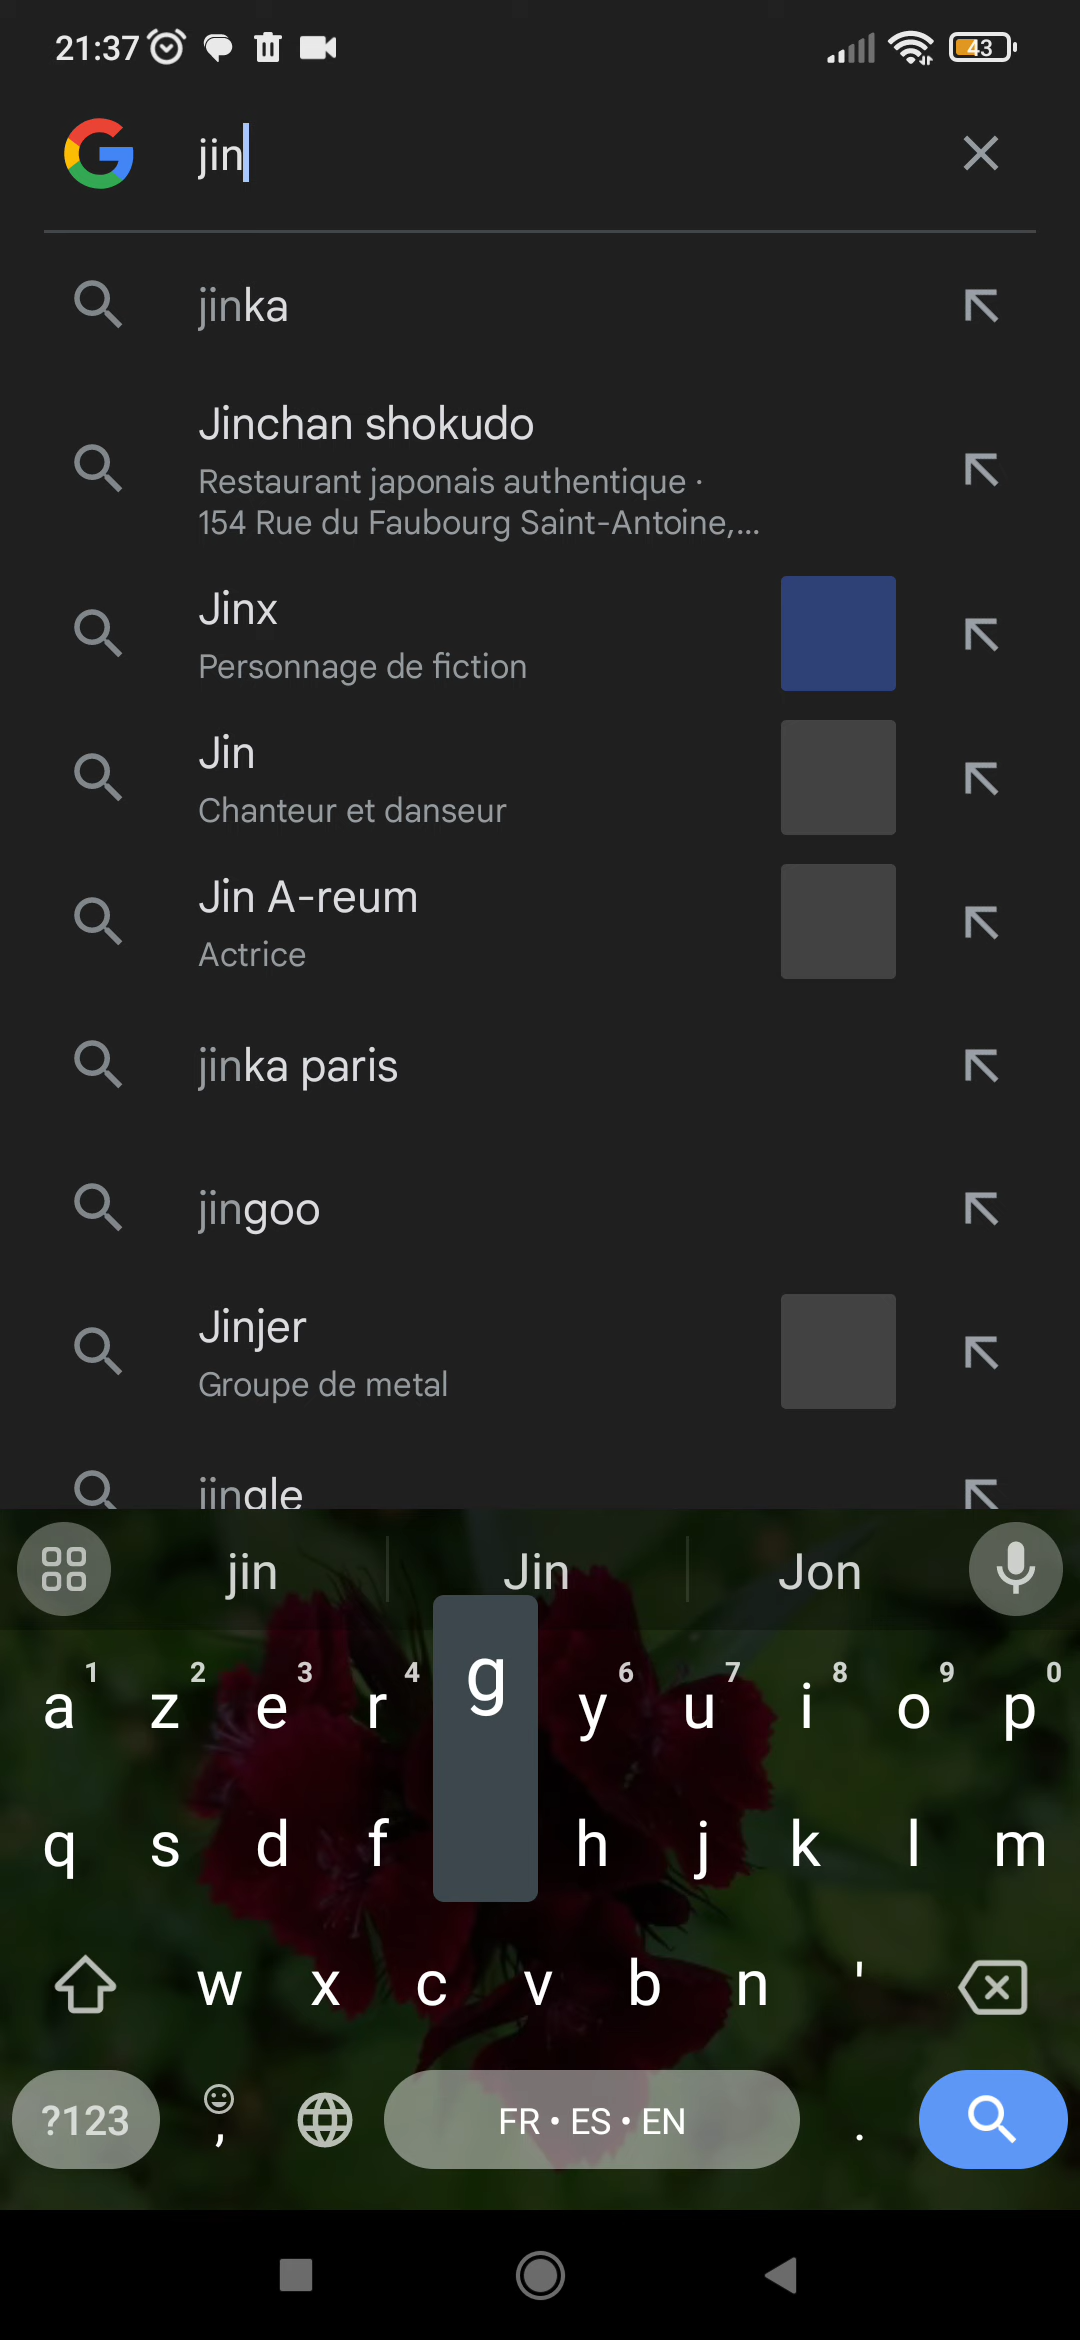 21:37
43
jin
jinka
Jinchan shokudo
Restaurant japonais authentique ·
154 Rue du Faubourg Saint-Antoine,...
Jinx
Personnage de fiction
Jin
Chanteur et danseur
Jin A-reum
Actrice
jinka paris
jingoo
Jinjer
Groupe de metal
jingle
jin Jin Jon
1 2 3 4 6 7 8 9 0
a z e r g y u i o p
q s d f h j k l m
w x c v b n '
?123 , FR • ES • EN .